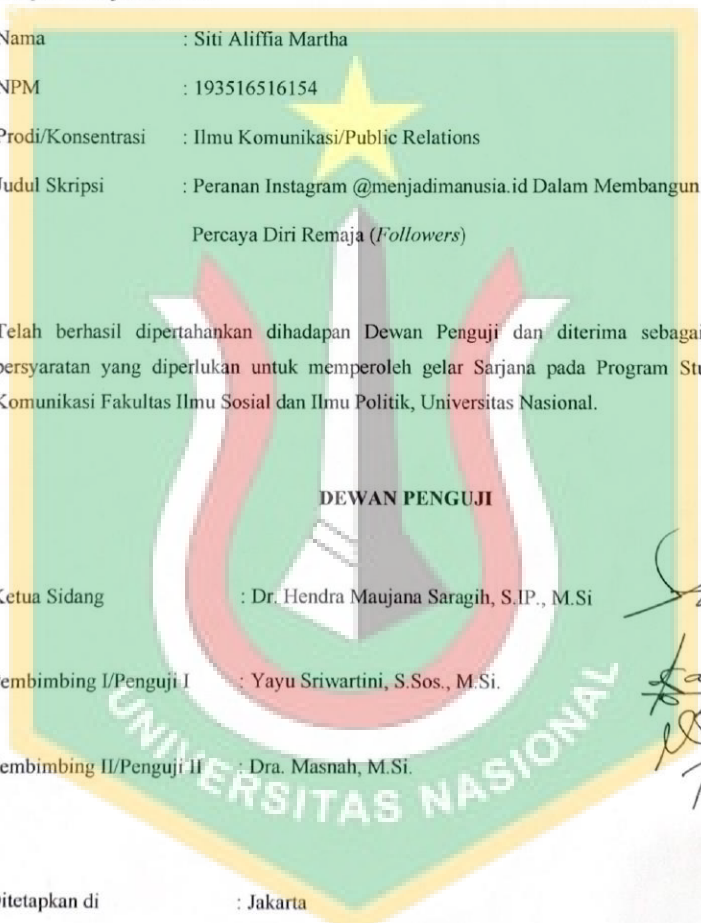 Nama : Siti Aliffia Martha
NPM : 193516516154
Prodi/Konsentrasi : Ilmu Komunikasi/Public Relations
Judul Skripsi : Peranan Instagram @menjadimanusia.id Dalam Membangun
Percaya Diri Remaja (Followers)
Telah berhasil dipertahankan dihadapan Dewan Penguji dan diterima sebagai
persyaratan yang diperlukan untuk memperoleh gelar Sarjana pada Program Stu
Komunikasi Fakultas Ilmu Sosial dan Ilmu Politik, Universitas Nasional.
DEWAN PENGUJI
Ketua Sidang : Dr. Hendra Maujana Saragih, S.IP., M.Si
Pembimbing I/Penguji I : Yayu Sriwartini, S.Sos., M.Si.
Pembimbing II/Penguji II : Dra. Masnah, M.Si.
UNIVERSITAS NASIONAL
Ditetapkan di : Jakarta